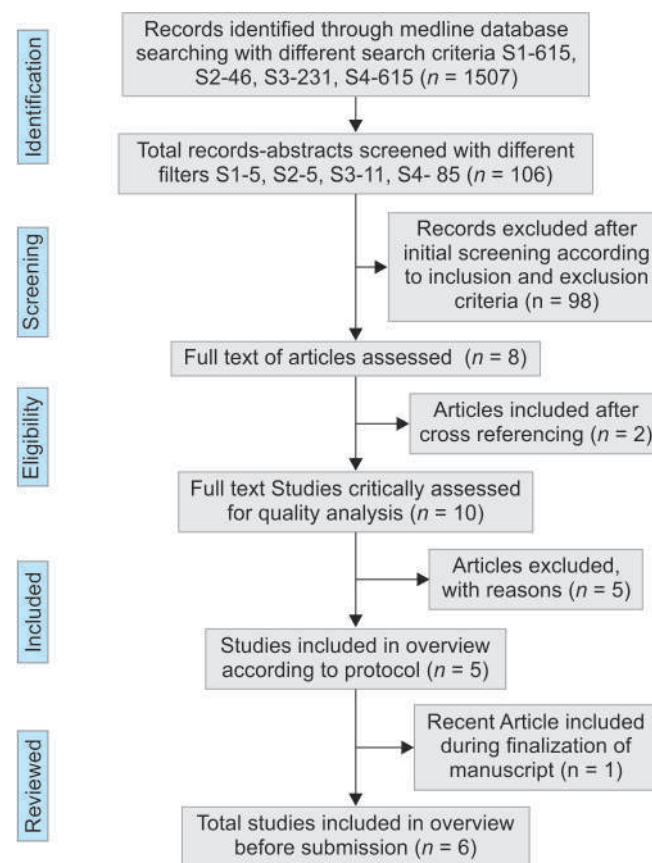 Identification
Records identified through medline database
searching with different search criteria S1-615,
S2-46, S3-231, S4-615 (n = 1507)
Total records-abstracts screened with different
filters S1-5, S2-5, S3-11, S4- 85 (n = 106)
Screening
Records excluded after
initial screening according
to inclusion and exclusion
criteria (n = 98)
Full text of articles assessed (n = 8)
Eligibility
Articles included after
cross referencing (n = 2)
Full text Studies critically assessed
for quality analysis (n = 10)
Included
Articles excluded,
with reasons (n = 5)
Studies included in overview
according to protocol (n = 5)
Reviewed
Recent Article included
during finalization of
manuscript (n = 1)
Total studies included in overview
before submission (n = 6)